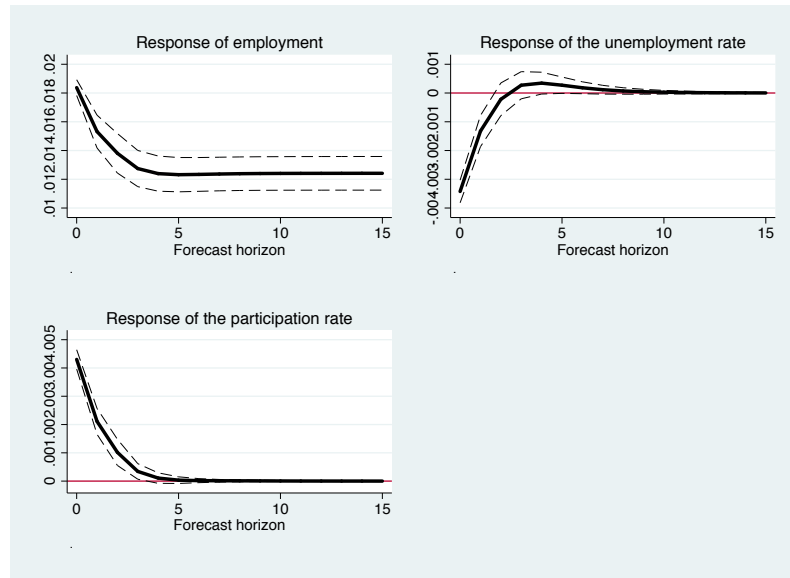 Response of employment
.01 .012.014.016.018 .02
0 5 10 15
Forecast horizon
.
Response of the unemployment rate
-.004.003.002.001 0 .001
0 5 10 15
Forecast horizon
.
Response of the participation rate
0 .001.002.003.004.005
0 5 10 15
Forecast horizon
.